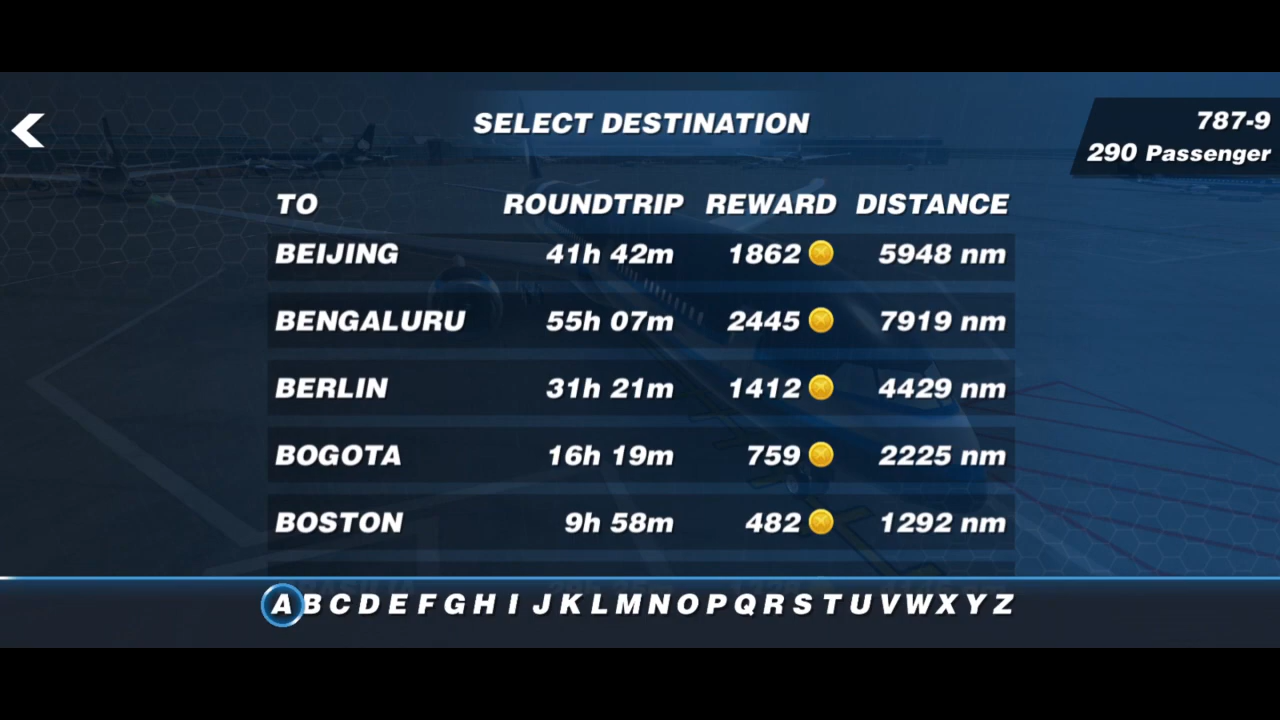 SELECT DESTINATION
787-9
290 Passenger
TO ROUNDTRIP REWARD DISTANCE
BEIJING 41h 42m 1862 5948 nm
BENGALURU 55h 07m 2445 7919 nm
BERLIN 31h 21m 1412 4429 nm
BOGOTA 16h 19m 759 2225 nm
BOSTON 9h 58m 482 1292 nm
A B C D E F G H I J K L M N O P Q R S T U V W X Y Z